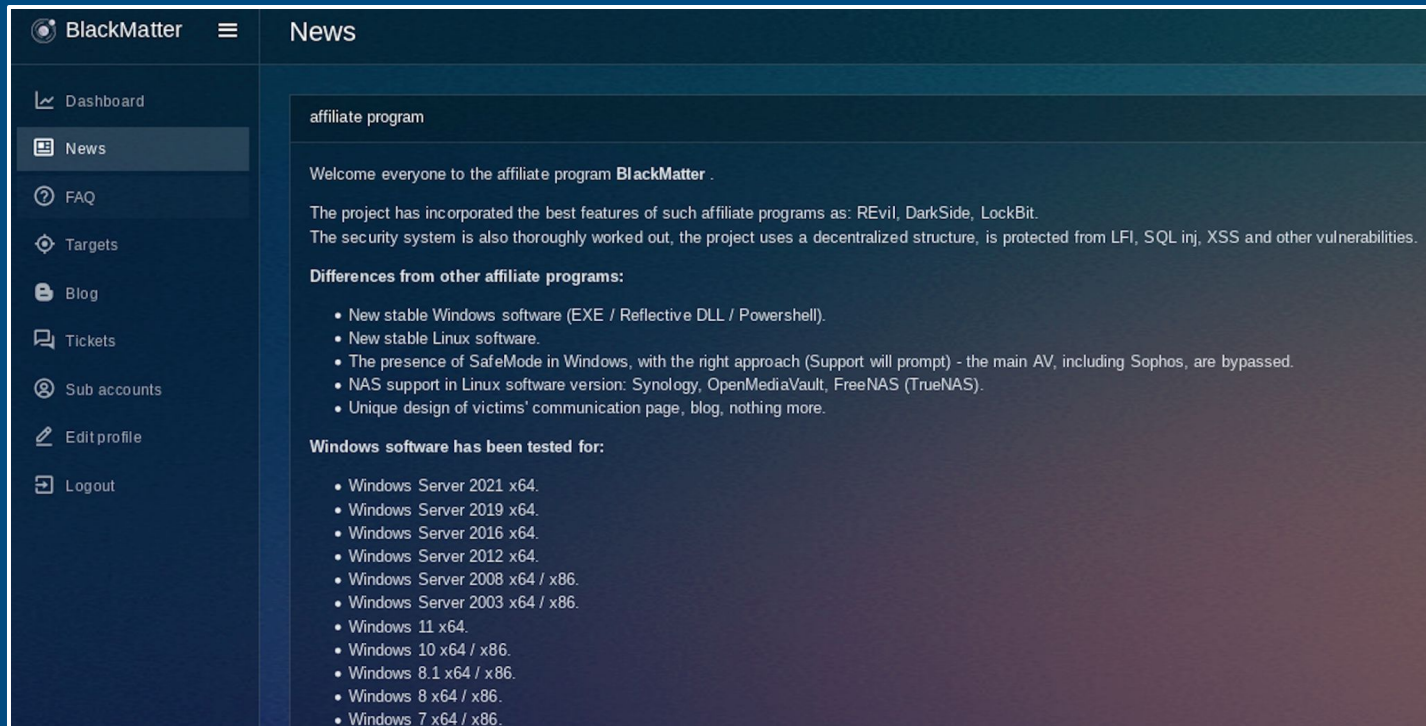 BlackMatter
News
Dashboard
News
FAQ
Targets
Blog
Tickets
Sub accounts
Edit profile
Logout
affiliate program
Welcome everyone to the affiliate program BlackMatter .
The project has incorporated the best features of such affiliate programs as: REvil, DarkSide, LockBit.
The security system is also thoroughly worked out, the project uses a decentralized structure, is protected from LFI, SQL inj, XSS and other vulnerabilities.
Differences from other affiliate programs:
• New stable Windows software (EXE / Reflective DLL / Powershell).
• New stable Linux software.
• The presence of SafeMode in Windows, with the right approach (Support will prompt) - the main AV, including Sophos, are bypassed.
• NAS support in Linux software version: Synology, OpenMediaVault, FreeNAS (TrueNAS).
• Unique design of victims' communication page, blog, nothing more.
Windows software has been tested for:
• Windows Server 2021 x64.
• Windows Server 2019 x64.
• Windows Server 2016 x64.
• Windows Server 2012 x64.
• Windows Server 2008 x64 / x86.
• Windows Server 2003 x64 / x86.
• Windows 11 x64.
• Windows 10 x64 / x86.
• Windows 8.1 x64 / x86.
• Windows 8 x64 / x86.
• Windows 7 x64 / x86.